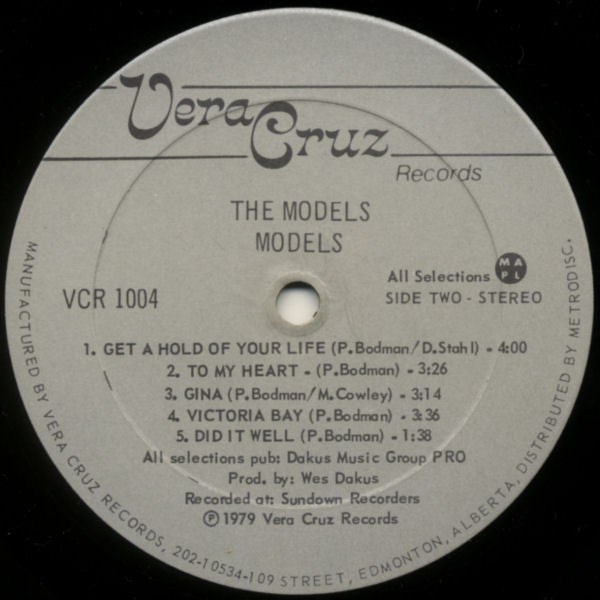 Vera Cruz
Records
THE MODELS
MODELS
MAPL
All Selections
VCR 1004
SIDE TWO - STEREO
1. GET A HOLD OF YOUR LIFE (P.Bodman/D.Stahl) - 4:00
2. TO MY HEART - (P.Bodman) - 3:26
3. GINA (P.Bodman/M.Cowley) - 3:14
4. VICTORIA BAY (P.Bodman) - 3:36
5. DID IT WELL (P.Bodman) - 1:38
All selections pub: Dakus Music Group PRO
Prod. by: Wes Dakus
Recorded at: Sundown Recorders
Ⓟ 1979 Vera Cruz Records
MANUFACTURED BY VERA CRUZ RECORDS, 202-10534-109 STREET, EDMONTON, ALBERTA, DISTRIBUTED BY METRODISC.